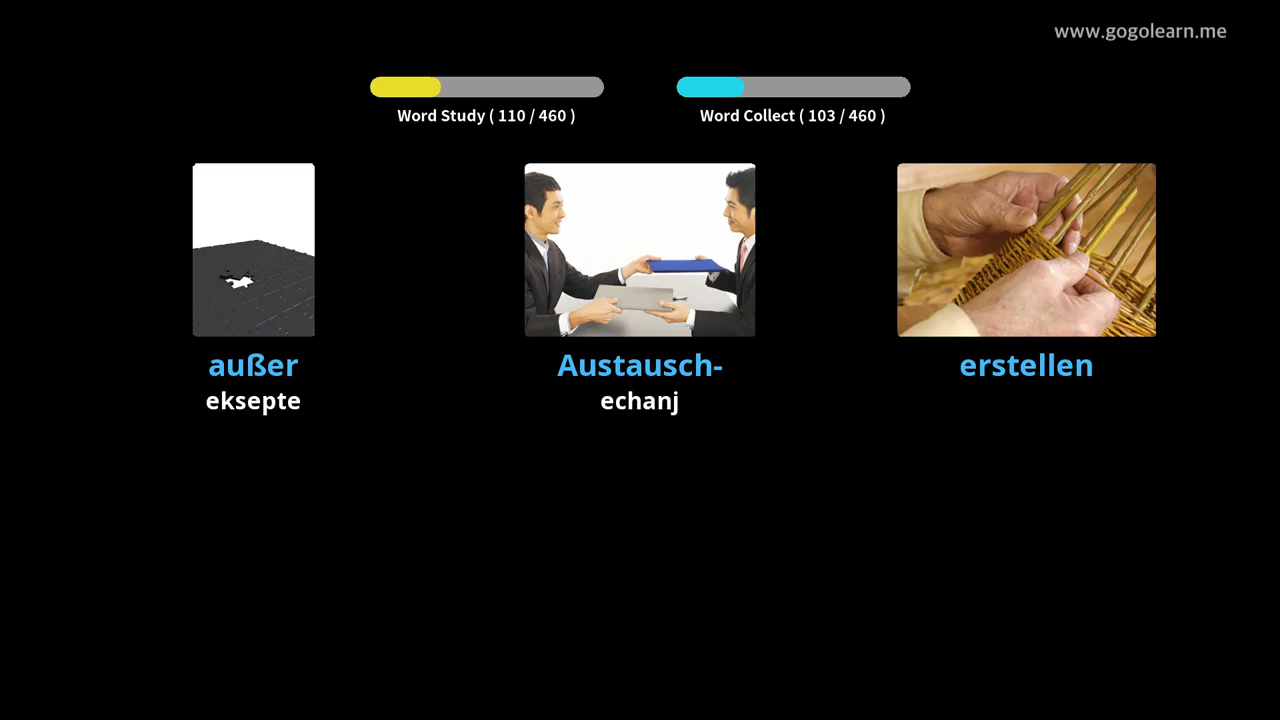 www.gogolearn.me
Word Study ( 110 / 460 )
Word Collect ( 103 / 460 )
außer
eksepte
Austausch-
echanj
erstellen